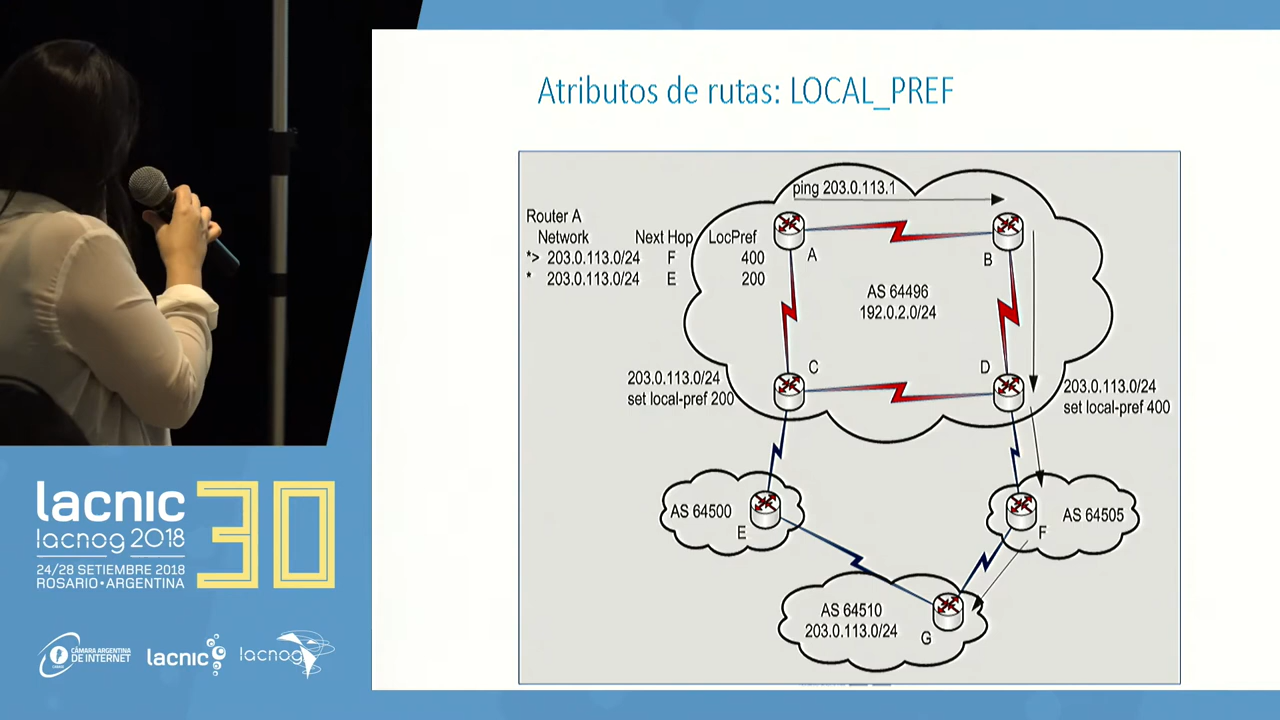 Atributos de rutas: LOCAL_PREF
ping 203.0.113.1
Router A
Network Next Hop LocPref
*> 203.0.113.0/24 F 400
* 203.0.113.0/24 E 200
A
B
AS 64496
192.0.2.0/24
C
D
203.0.113.0/24
set local-pref 200
203.0.113.0/24
set local-pref 400
AS 64500
E
F
AS 64505
AS 64510
203.0.113.0/24
G
lacnic 30
lacnog 2018
24/28 SETIEMBRE 2018
ROSARIO•ARGENTINA
CÁMARA ARGENTINA
DE INTERNET
lacnic
lacnog